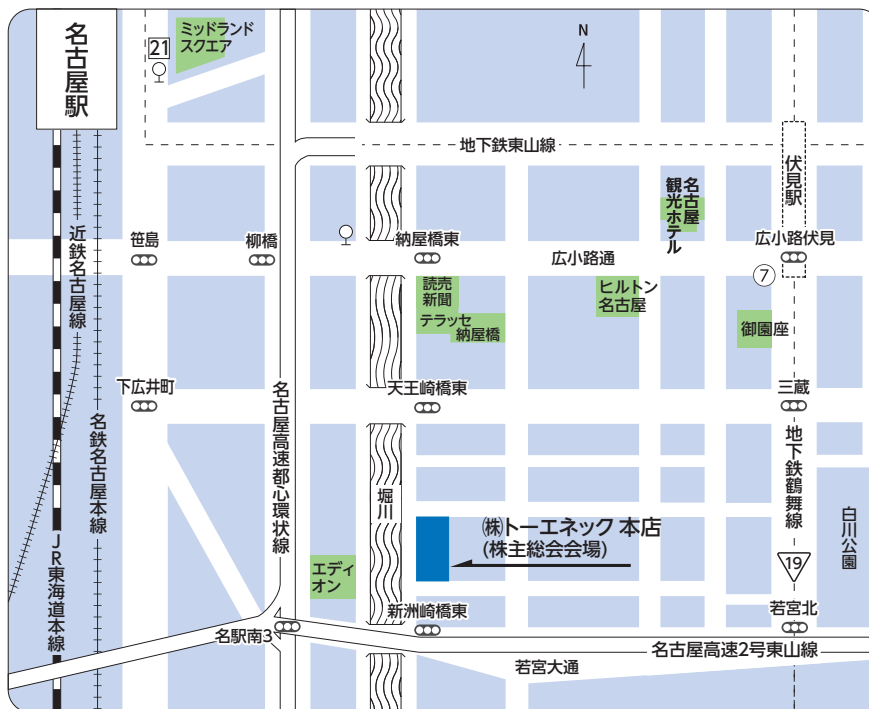 名古屋駅
21
ミッドランド
スクエア
N
地下鉄東山線
伏見駅
名古屋
観光ホテル
近鉄名古屋線
笹島
柳橋
納屋橋東
広小路通
広小路伏見
7
読売
新聞
テラッセ
納屋橋
ヒルトン
名古屋
御園座
下広井町
名古屋高速都心環状線
天王崎橋東
三蔵
名鉄名古屋本線
地下鉄鶴舞線
堀川
白川公園
㈱トーエネック 本店
(株主総会会場)
JR東海道本線
エディ
オン
19
新洲崎橋東
若宮北
名駅南3
名古屋高速2号東山線
若宮大通